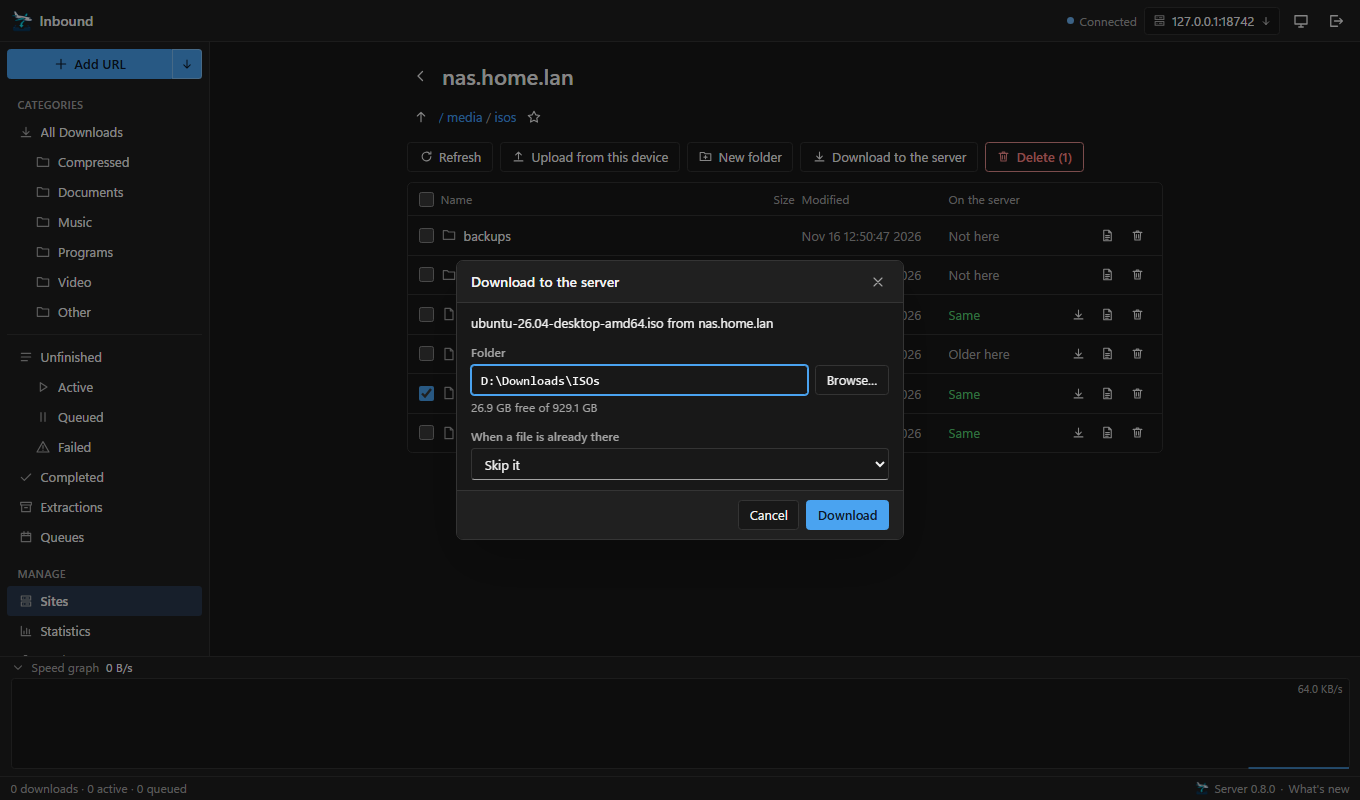 Inbound
Connected
127.0.0.1:18742
Add URL
CATEGORIES
All Downloads
Compressed
Documents
Music
Programs
Video
Other
Unfinished
Active
Queued
Failed
Completed
Extractions
Queues
MANAGE
Sites
Statistics
nas.home.lan
/ media / isos
Refresh
Upload from this device
New folder
Download to the server
Delete (1)
Name Size Modified On the server
backups Nov 16 12:50:47 2026 Not here
26 Not here
26 Same
26 Older here
26 Same
26 Same
Download to the server
ubuntu-26.04-desktop-amd64.iso from nas.home.lan
Folder
D:\Downloads\ISOs
Browse...
26.9 GB free of 929.1 GB
When a file is already there
Skip it
Cancel
Download
Speed graph 0 B/s
64.0 KB/s
0 downloads · 0 active · 0 queued
Server 0.8.0 · What's new